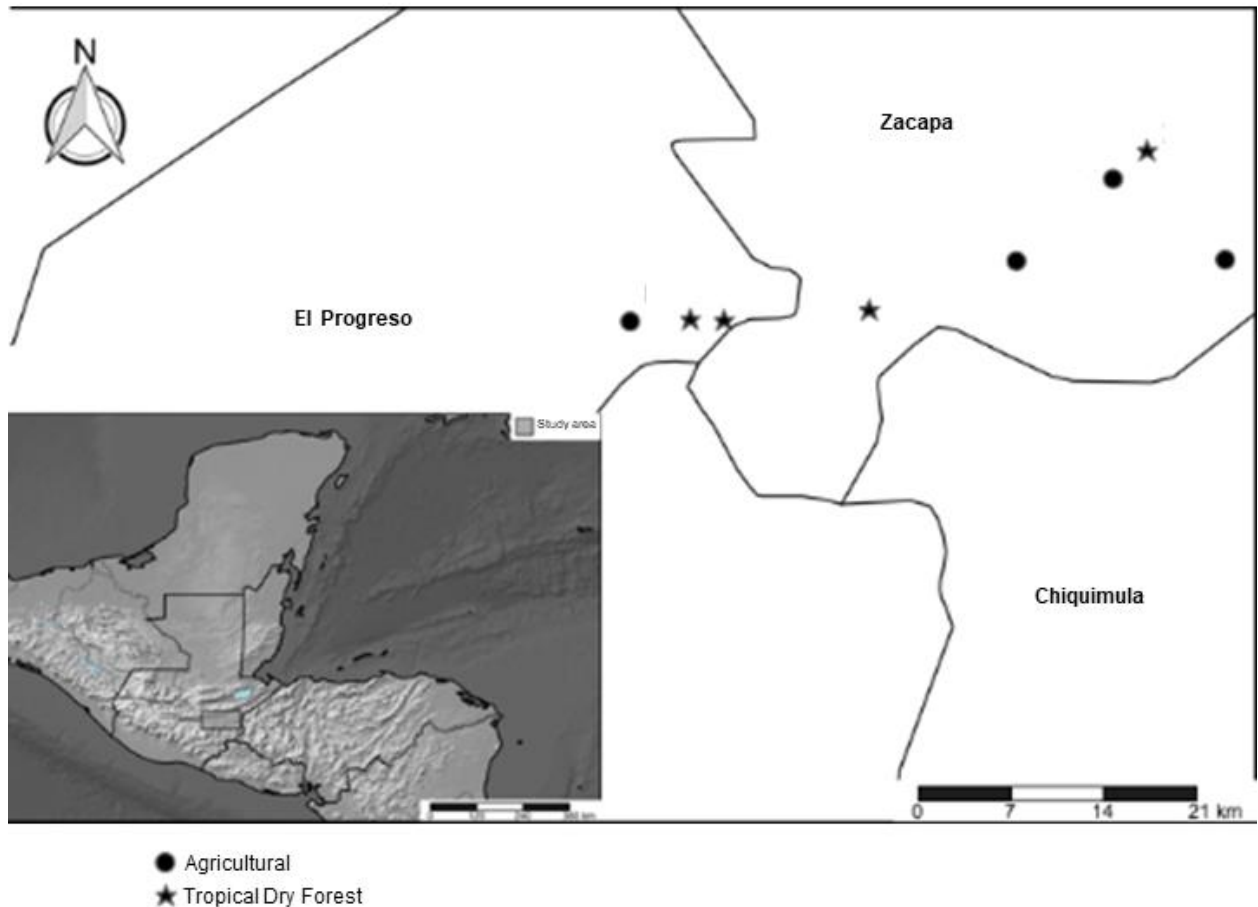 N
Zacapa
El Progreso
Study area
Chiquimula
0 7 14 21 km
Agricultural
Tropical Dry Forest